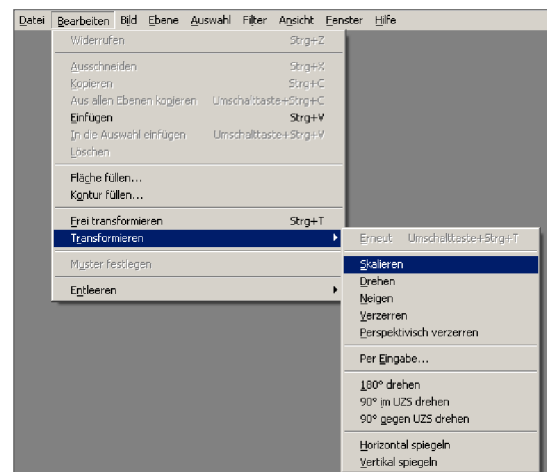 Datei Bearbeiten Bild Ebene Auswahl Filter Ansicht Fenster Hilfe
Widerrufen Strg+Z
Ausschneiden Strg+X
Kopieren Strg+C
Aus allen Ebenen kopieren Umschalttaste+Strg+C
Einfügen Strg+V
In die Auswahl einfügen Umschalttaste+Strg+V
Löschen
Fläche füllen...
Kontur füllen...
Frei transformieren Strg+T
Transformieren
Muster festlegen
Entleeren
Erneut Umschalttaste+Strg+T
Skalieren
Drehen
Neigen
Verzerren
Perspektivisch verzerren
Per Eingabe...
180° drehen
90° im UZS drehen
90° gegen UZS drehen
Horizontal spiegeln
Vertikal spiegeln